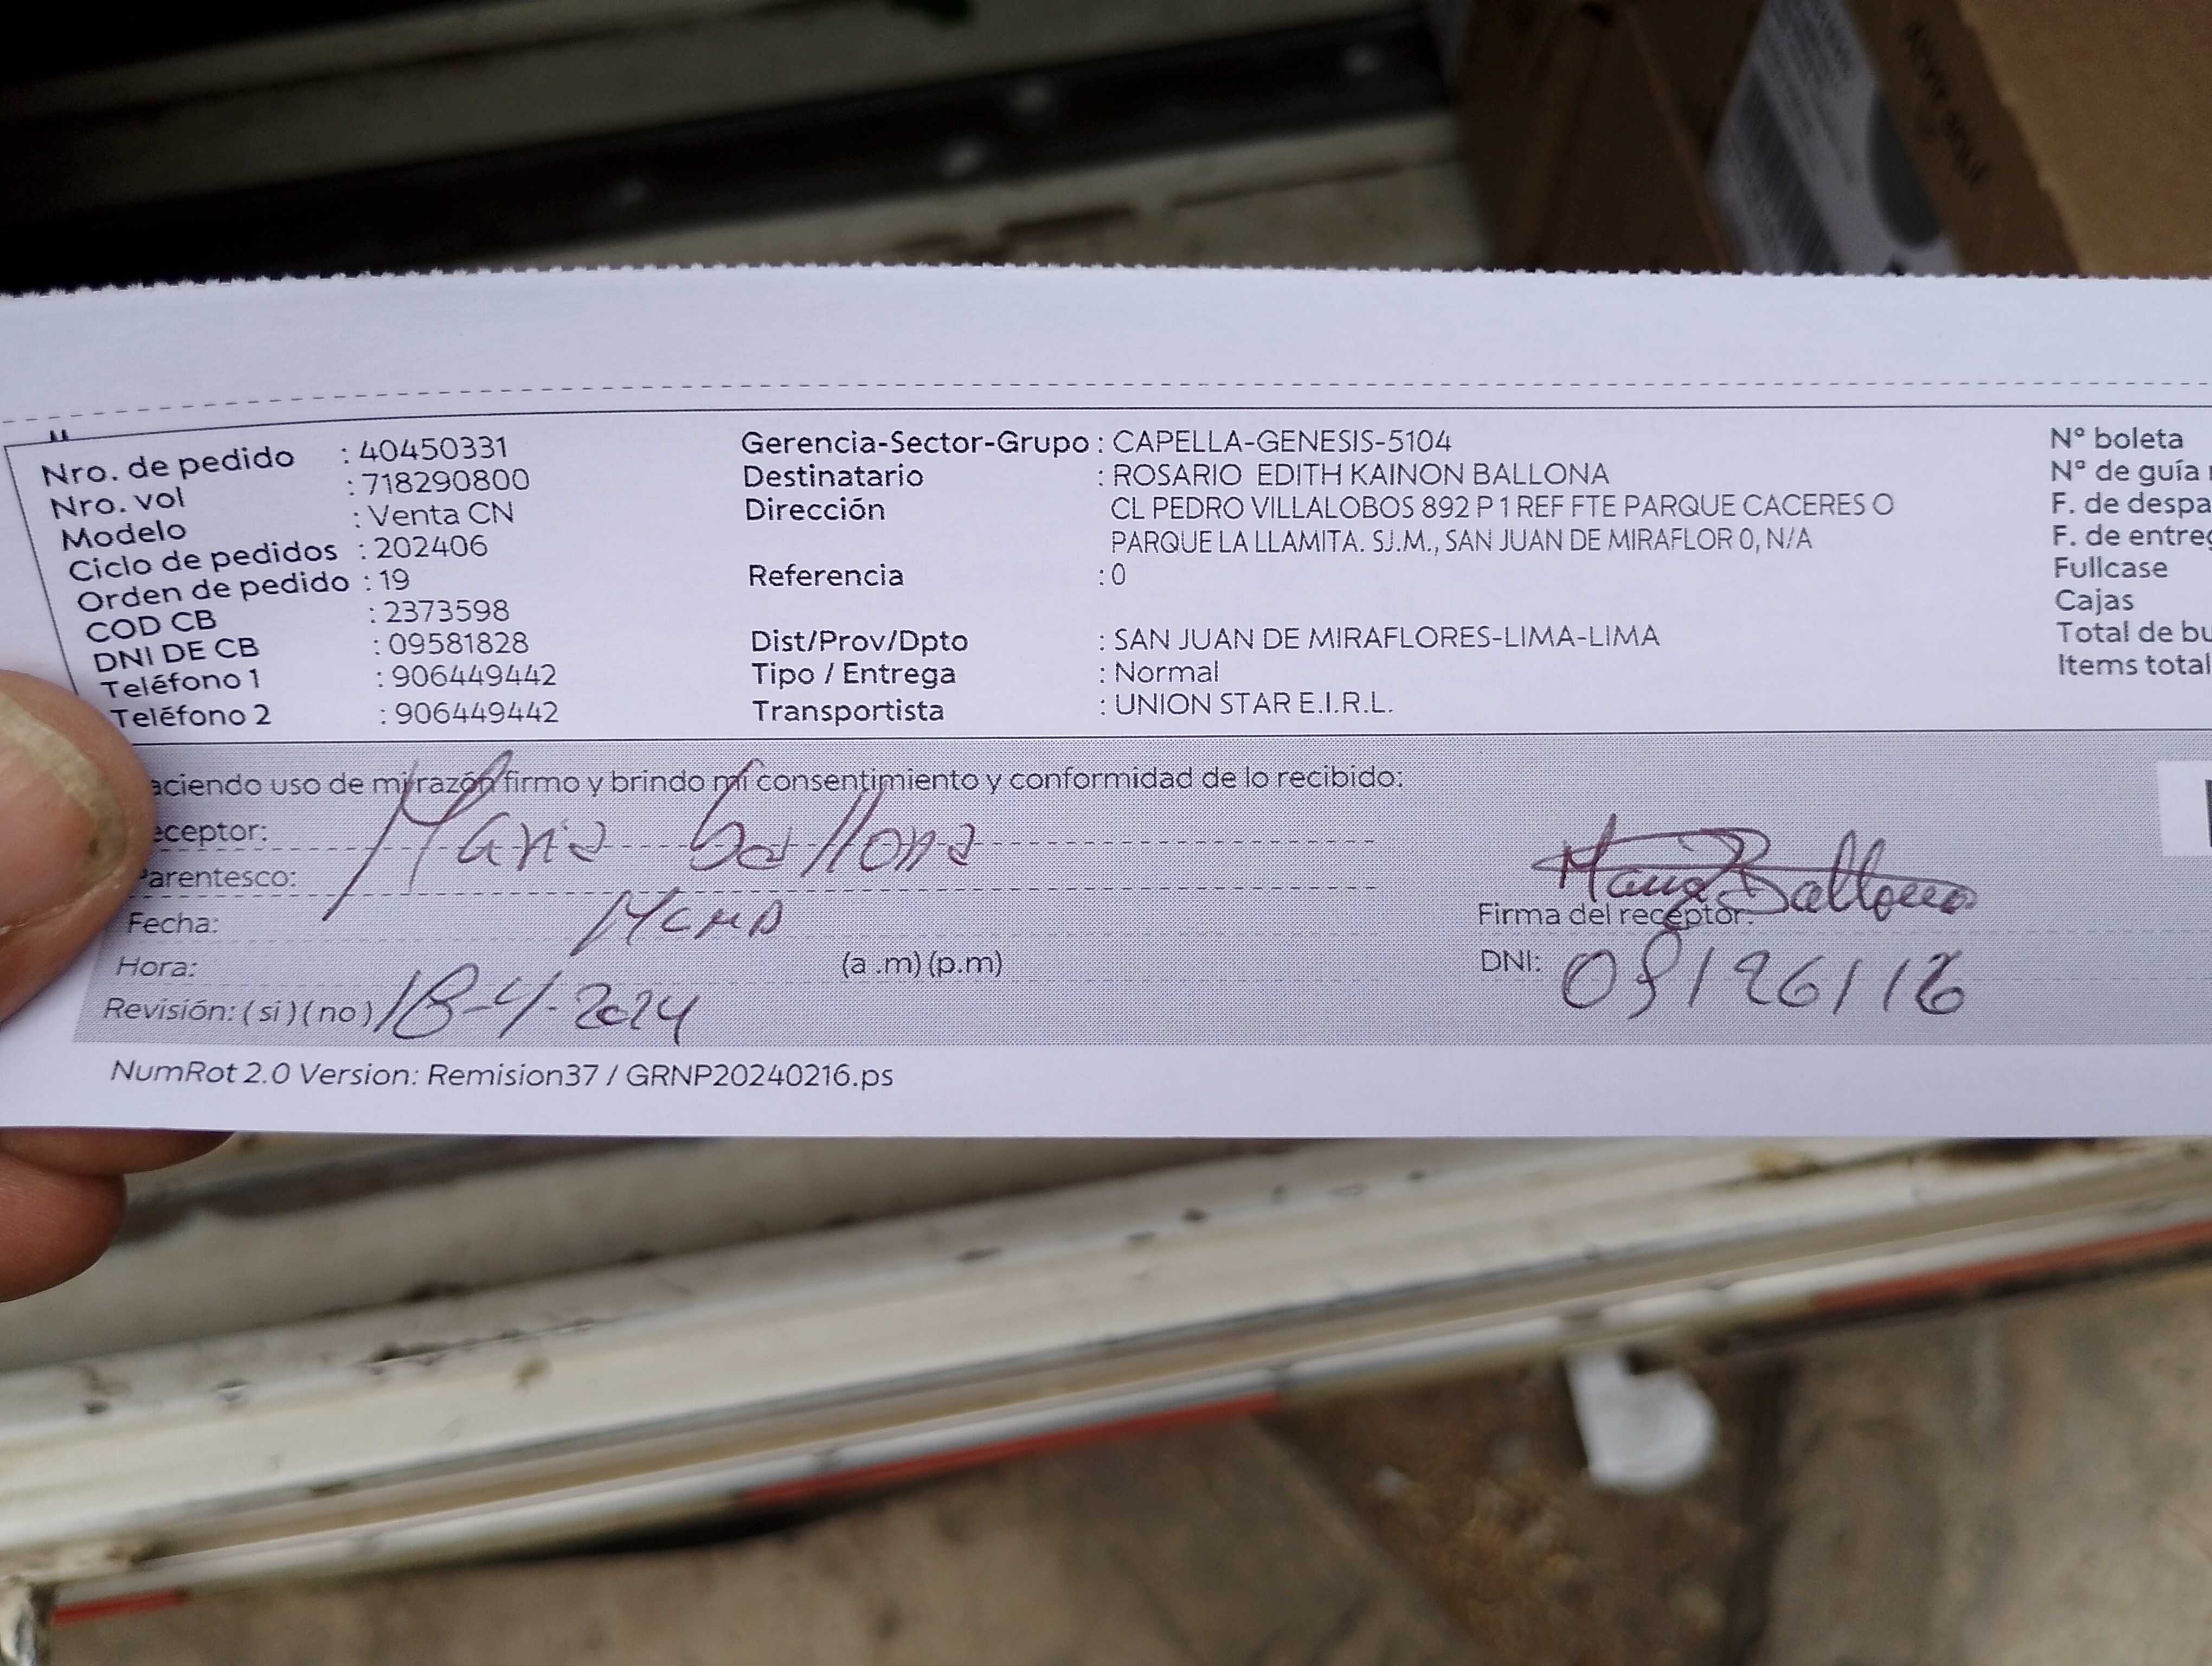 Nro. de pedido : 40450331
Nro. vol : 718290800
Modelo : Venta CN
Ciclo de pedidos : 202406
Orden de pedido : 19
COD CB : 2373598
DNI DE CB : 09581828
Teléfono 1 : 906449442
Teléfono 2 : 906449442
Gerencia-Sector-Grupo : CAPELLA-GENESIS-5104
Destinatario : ROSARIO EDITH KAINON BALLONA
Dirección CL PEDRO VILLALOBOS 892 P 1 REF FTE PARQUE CACERES O
PARQUE LA LLAMITA. SJ.M., SAN JUAN DE MIRAFLOR 0, N/A
Referencia : 0
Dist/Prov/Dpto : SAN JUAN DE MIRAFLORES-LIMA-LIMA
Tipo / Entrega : Normal
Transportista : UNION STAR E.I.R.L.
N° boleta
N° de guía
F. de despa
F. de entreg
Fullcase
Cajas
Total de bu
Items total
aciendo uso de mi razón firmo y brindo mi consentimiento y conformidad de lo recibido:
eceptor: Maria ballona
arentesco: Mama
Fecha: 18-4-2024
Hora: (a .m) (p.m)
Revisión: ( si ) ( no )
Maria Ballona
Firma del receptor:
DNI:
NumRot 2.0 Version: Remision37 / GRNP20240216.ps